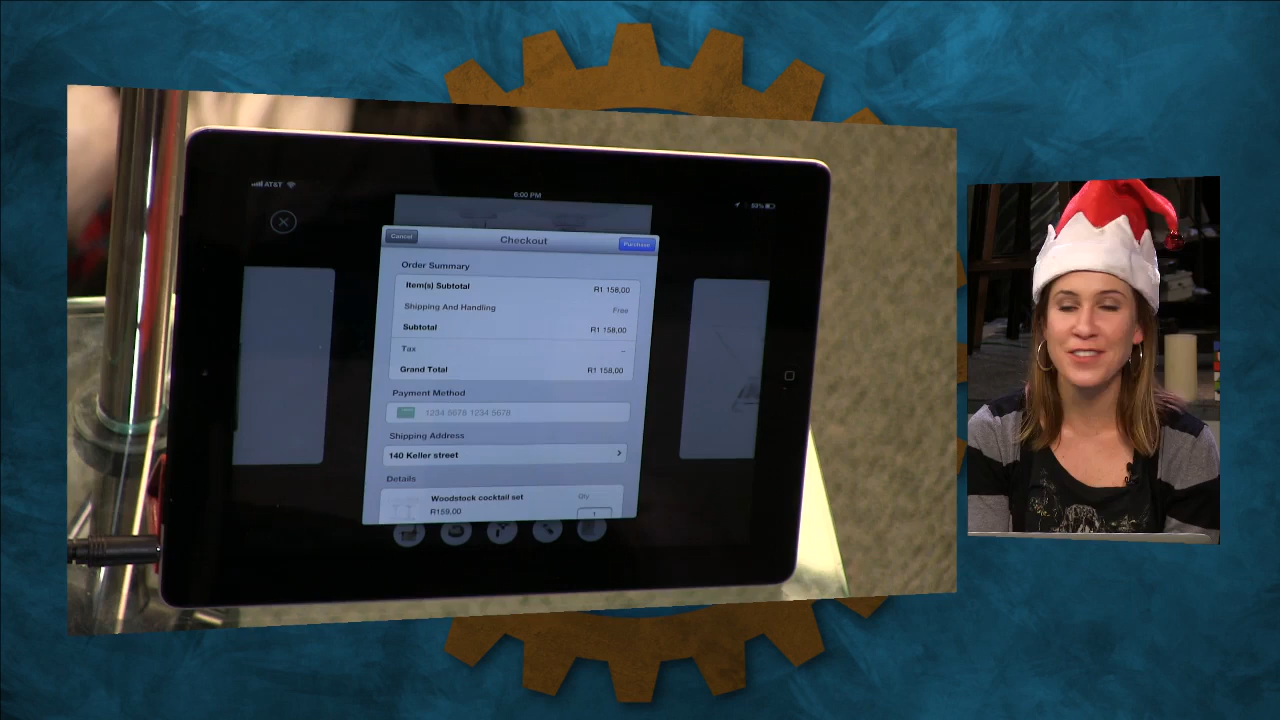 AT&T
6:00 PM
93%
Cancel
Checkout
Purchase
Order Summary
Item(s) Subtotal R1 158,00
Shipping And Handling Free
Subtotal R1 158,00
Tax –
Grand Total R1 158,00
Payment Method
1234 5678 1234 5678
Shipping Address
140 Keller street
Details
Woodstock cocktail set Qty
R159,00 1